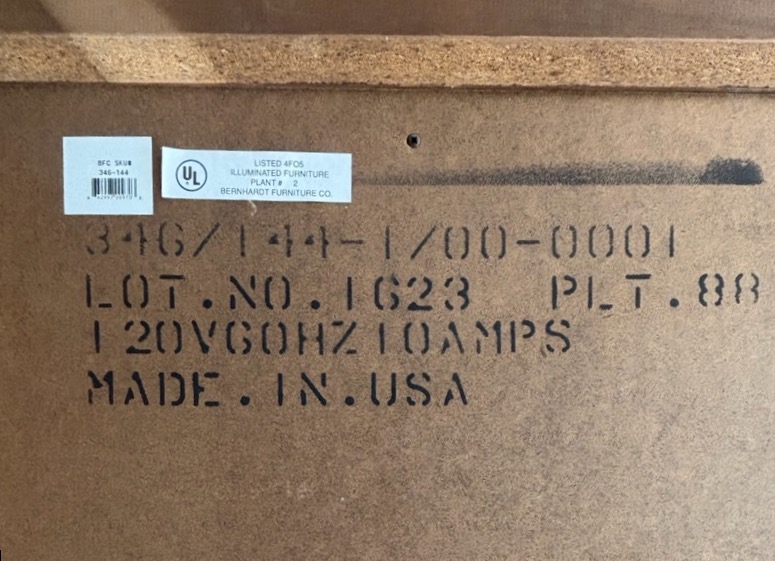 BFC SKU#
346-144
UL
LISTED 4FO5
ILLUMINATED FURNITURE
PLANT # 2
BERNHARDT FURNITURE CO.
346/144-1/00-0001
LOT.NO.1623 PLT.88
120V60HZ10AMPS
MADE.IN.USA